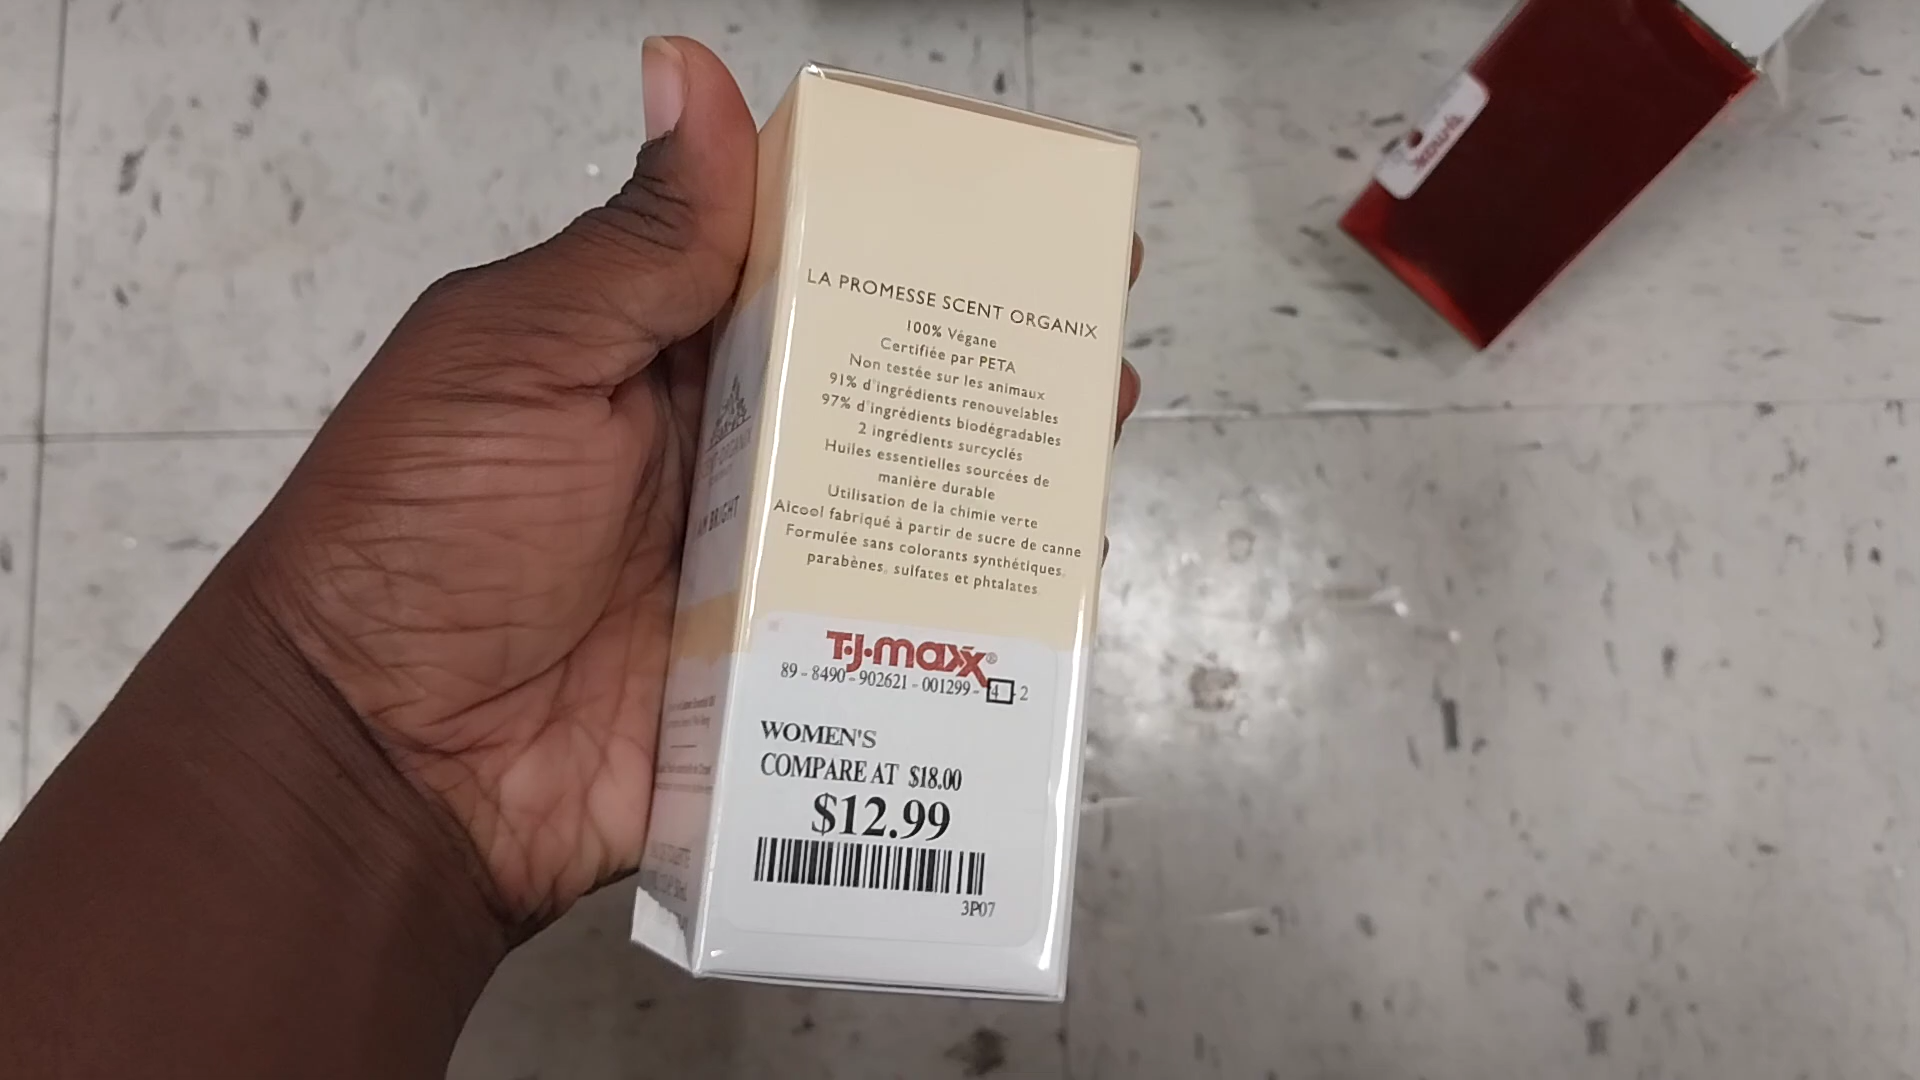 LA PROMESSE SCENT ORGANIX
100% Végane
Certifiée par PETA
Non testée sur les animaux
91% d'ingrédients renouvelables
97% d'ingrédients biodégradables
2 ingrédients surcyclés
Huiles essentielles sourcées de
manière durable
Utilisation de la chimie verte
Alcool fabriqué à partir de sucre de canne
Formulée sans colorants synthétiques,
parabènes, sulfates et phtalates
T.J.maxx®
89 - 8490 - 902621 - 001299 - 4 - 2
WOMEN'S
COMPARE AT $18.00
$12.99
3P07
BRIGHT